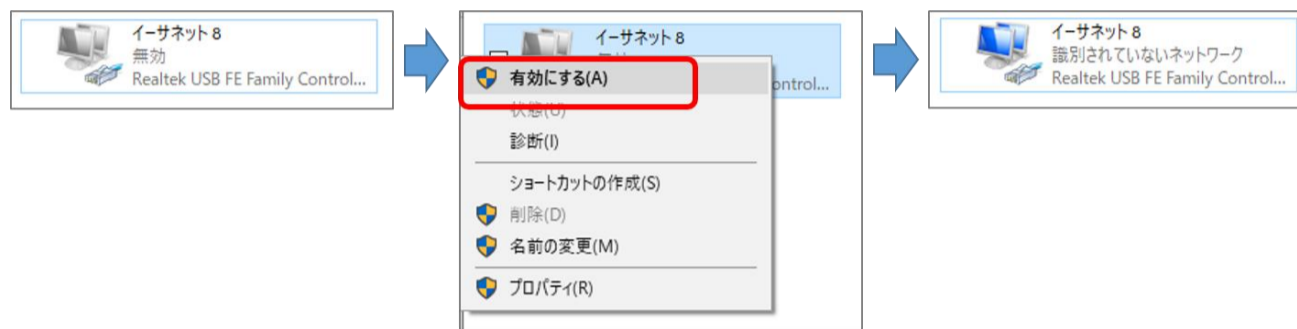 イーサネット 8
無効
Realtek USB FE Family Control...
イーサネット 8
ontrol...
有効にする(A)
状態(U)
診断(I)
ショートカットの作成(S)
削除(D)
名前の変更(M)
プロパティ(R)
イーサネット 8
識別されていないネットワーク
Realtek USB FE Family Control...